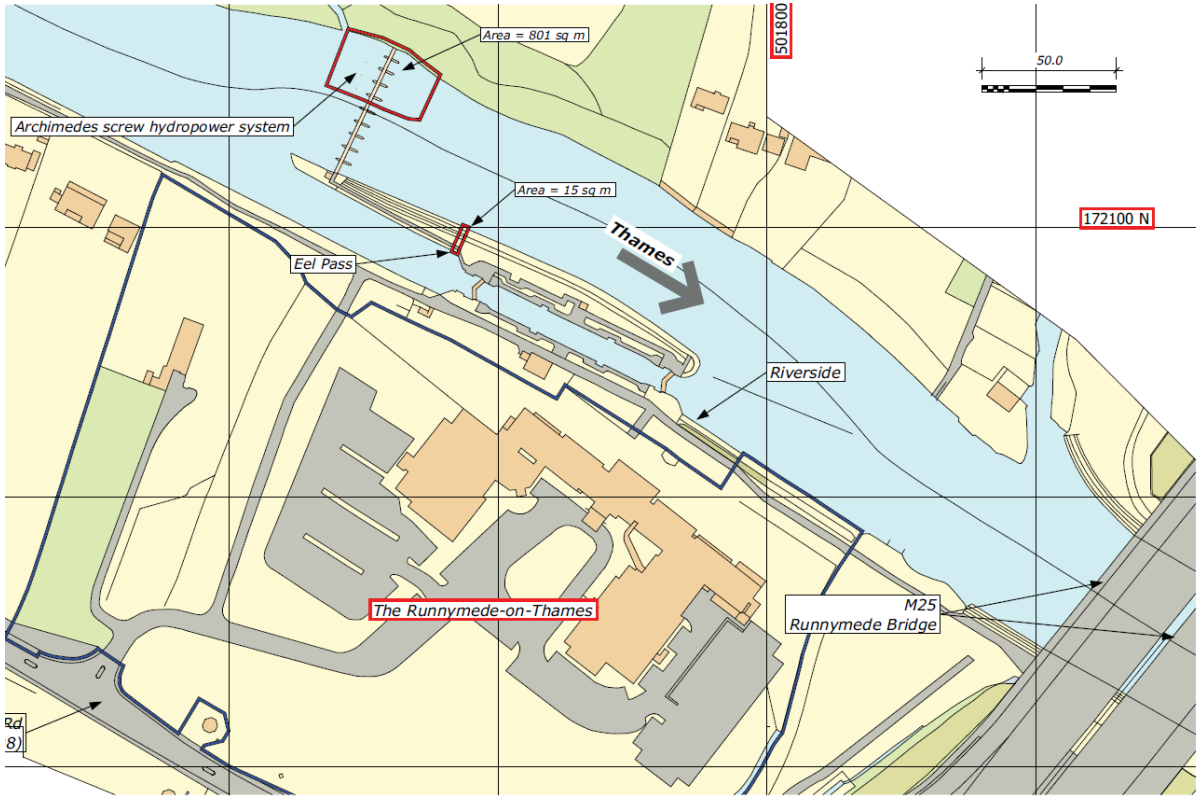 Area = 801 sq m
501800
50.0
Archimedes screw hydropower system
Area = 15 sq m
172100 N
Thames
Eel Pass
Riverside
The Runnymede-on-Thames
M25
Runnymede Bridge
Rd
8)